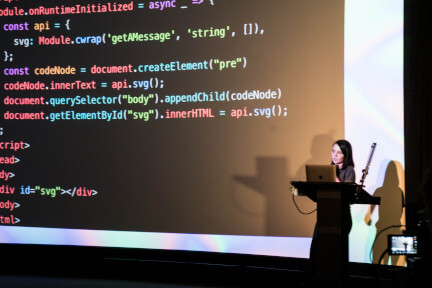 odule.onRuntimeInitialized = async _ => {
const api = {
svg: Module.cwrap('getAMessage', 'string', []),
};
const codeNode = document.createElement("pre")
codeNode.innerText = api.svg();
document.querySelector("body").appendChild(codeNode)
document.getElementById("svg").innerHTML = api.svg();
;
cript>
ead>
dy>
div id="svg"></div>
body>
tml>